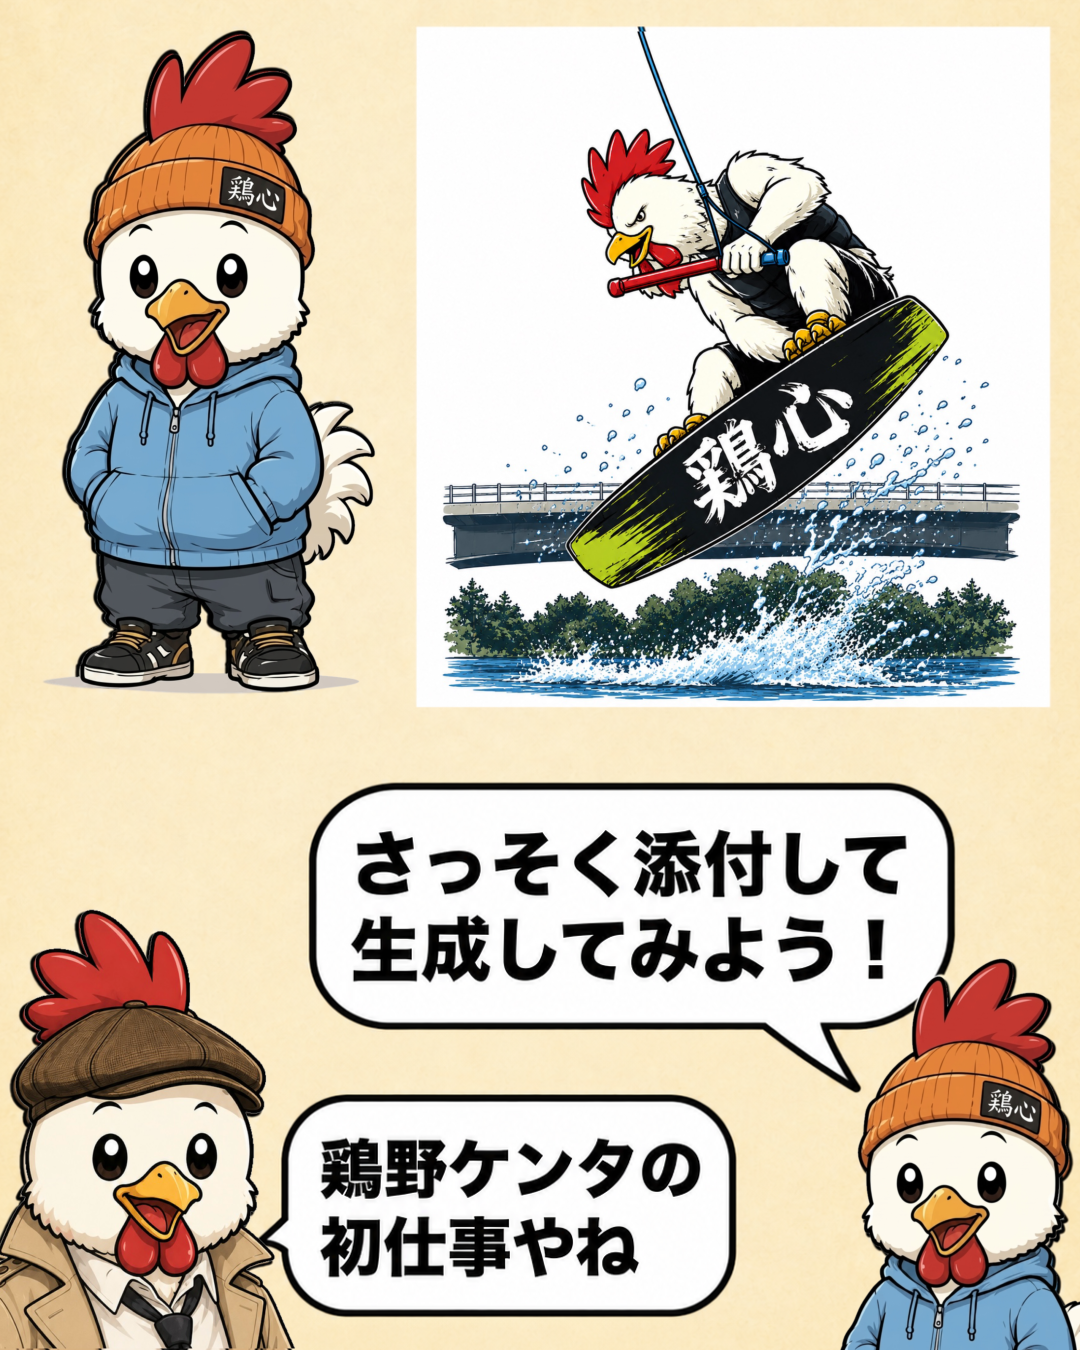 鶏心
鶏心
さっそく添付して
生成してみよう！
鶏野ケンタの
初仕事やね
鶏心